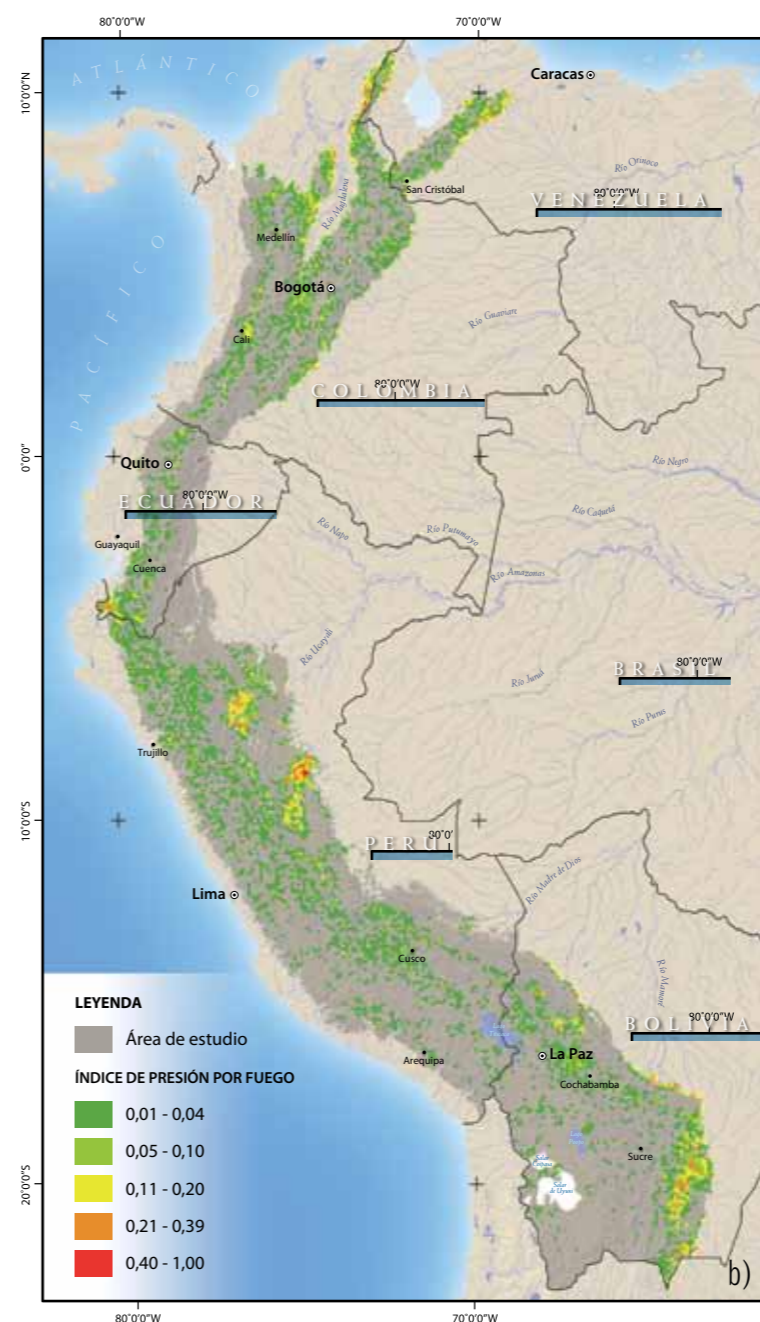 80°0'0"W 70°0'0"W
10°0'0"N
ATLÁNTICO
Caracas
Río Orinoco
San Cristóbal
80°0'0"W
VENEZUELA
Río Magdalena
Medellín
PACÍFICO
Bogotá
Río Guaviare
Cali
80°0'0"W
COLOMBIA
0°0'0"
Quito
Río Negro
80°0'0"W
ECUADOR
Río Caquetá
Río Napo
Río Putumayo
Guayaquil
Cuenca
Río Amazonas
Río Ucayali
80°0'0"W
BRASIL
Río Juruá
Río Purus
Trujillo
10°0'0"S
80°0'
PERÚ
Río Madre de Dios
Lima
Cusco
Río Mamoré
LEYENDA
Área de estudio
80°0'0"W
BOLIVIA
La Paz
Arequipa
Cochabamba
ÍNDICE DE PRESIÓN POR FUEGO
0,01 - 0,04
0,05 - 0,10
Sucre
0,11 - 0,20
20°0'0"S
Salar
de Uyuni
0,21 - 0,39
0,40 - 1,00
b)
80°0'0"W 70°0'0"W